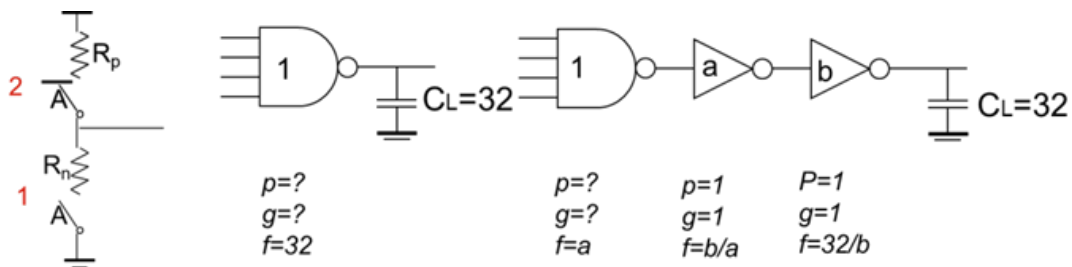 Rp
2
A
Rn
1
A
1
CL=32
p=?
g=?
f=32
1
a
b
CL=32
p=?
g=?
f=a
p=1
g=1
f=b/a
P=1
g=1
f=32/b